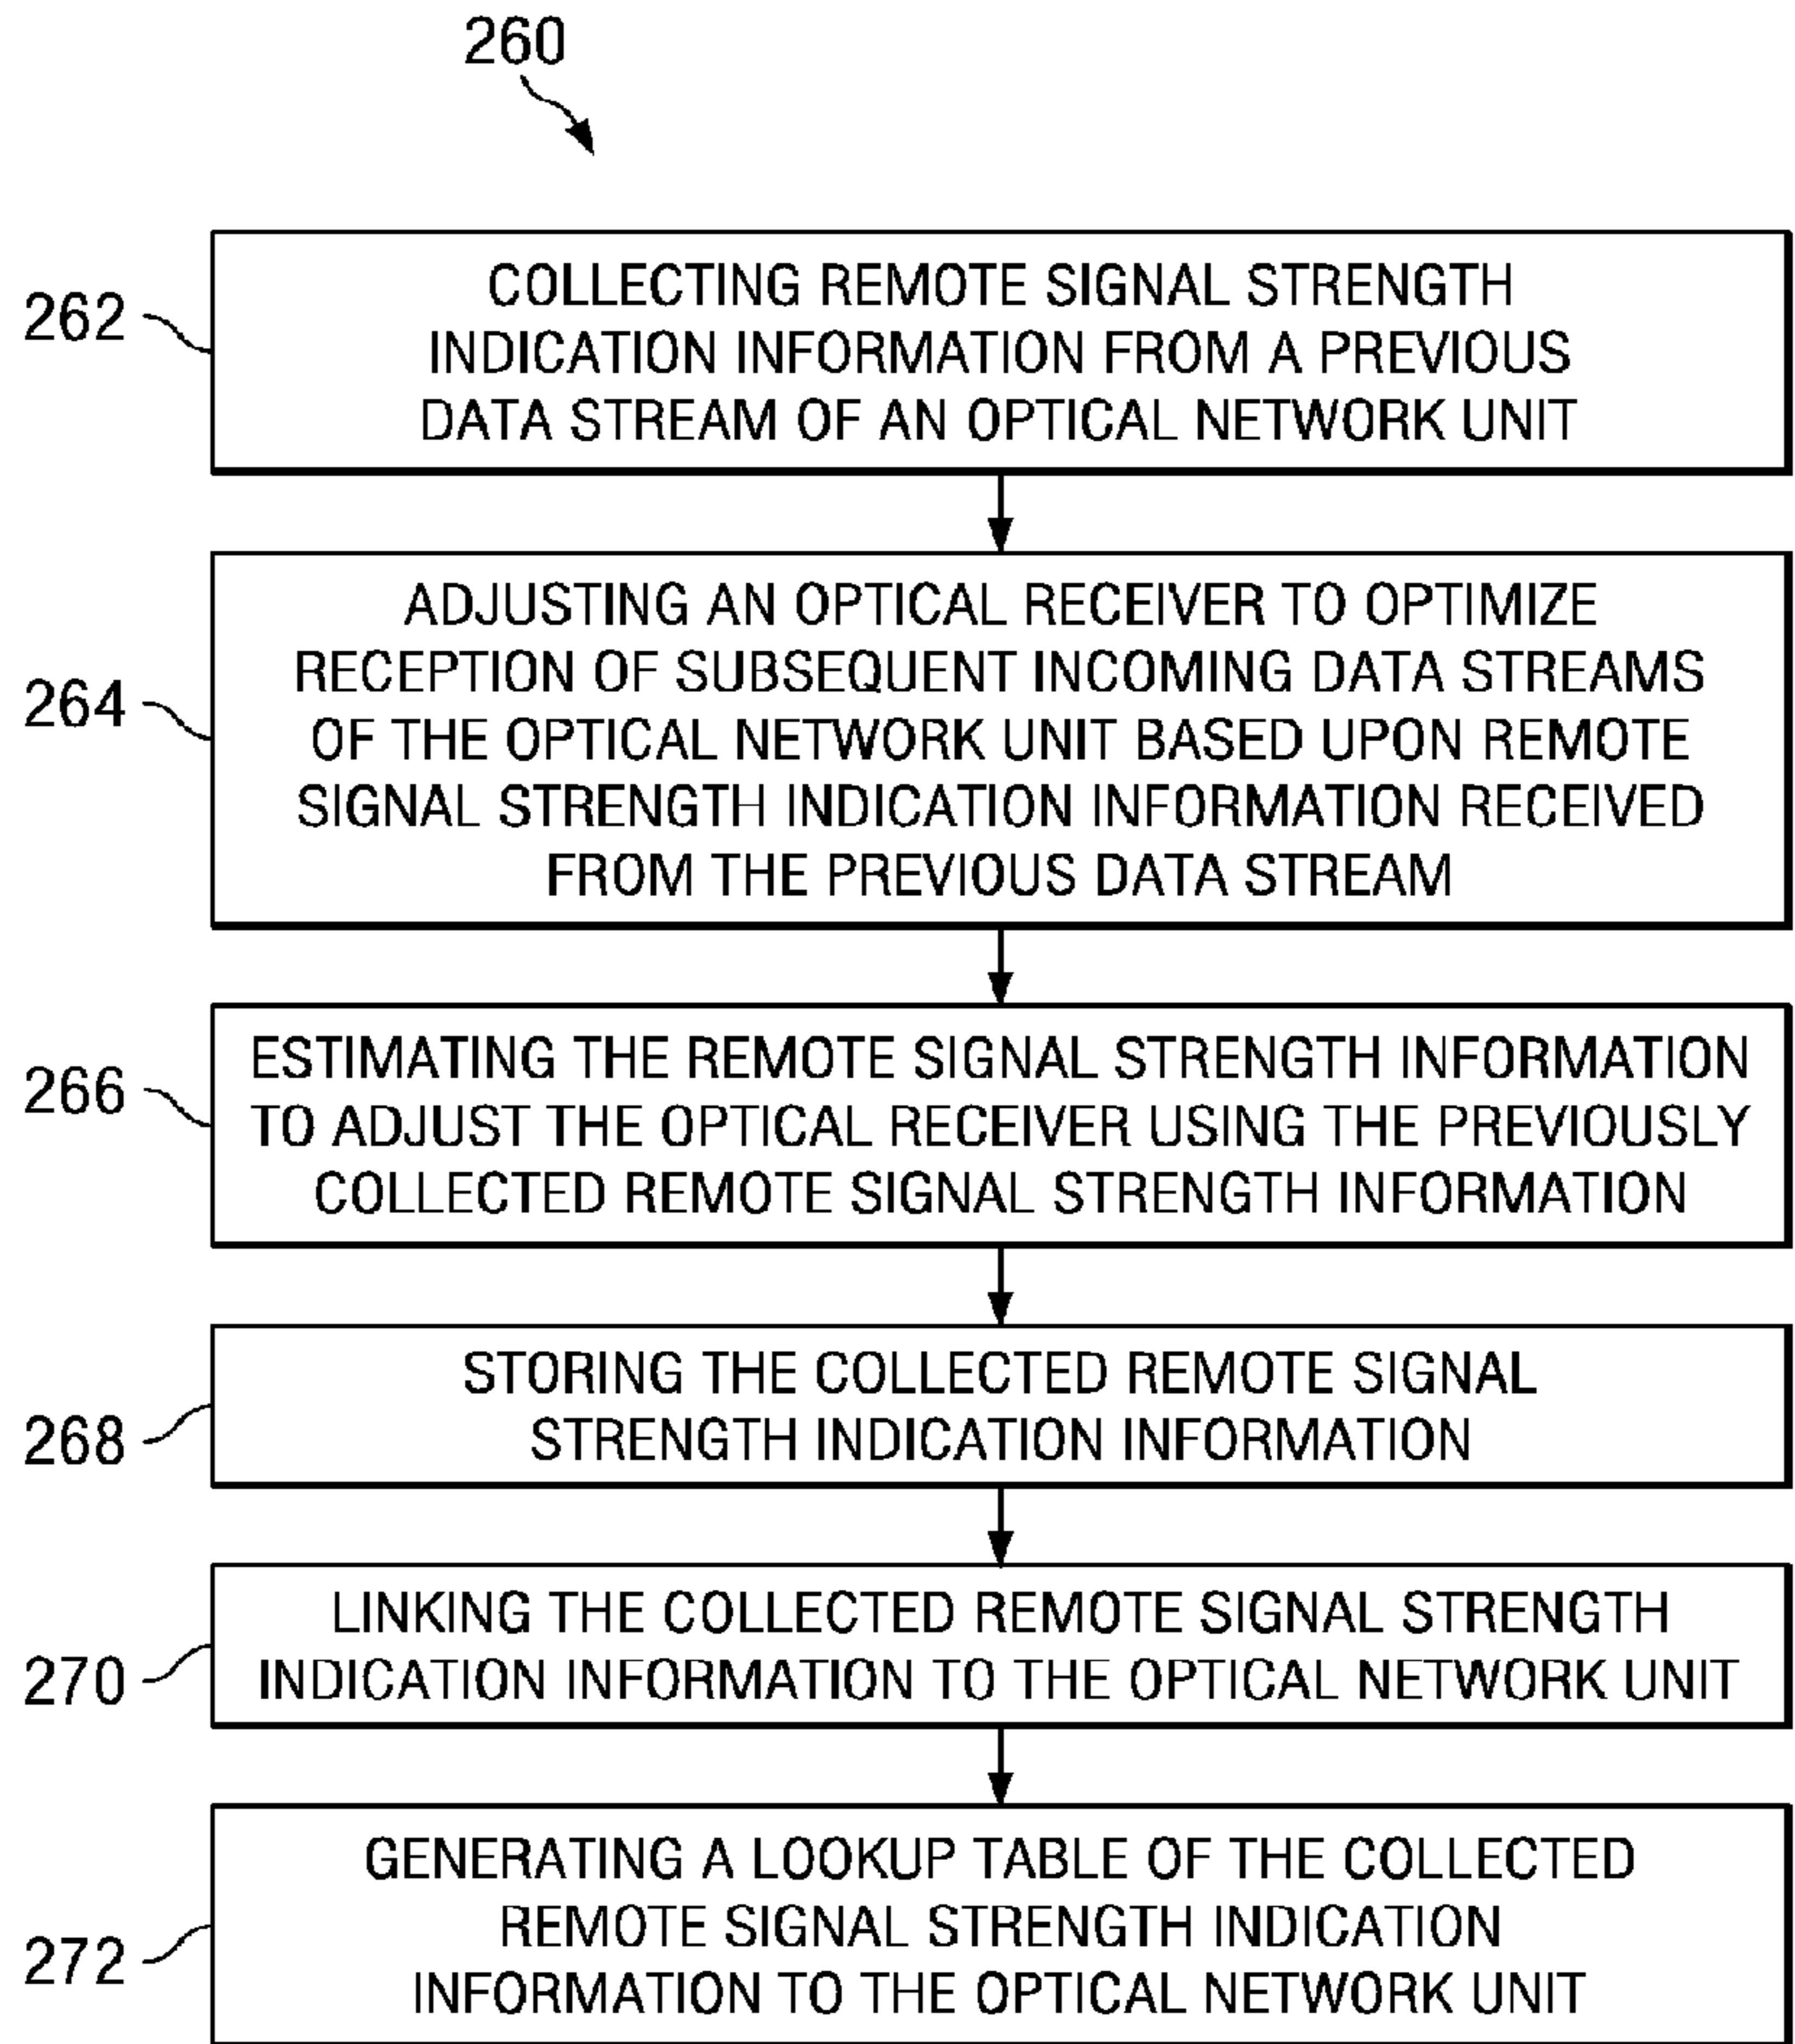 260
262
COLLECTING REMOTE SIGNAL STRENGTH
INDICATION INFORMATION FROM A PREVIOUS
DATA STREAM OF AN OPTICAL NETWORK UNIT
264
ADJUSTING AN OPTICAL RECEIVER TO OPTIMIZE
RECEPTION OF SUBSEQUENT INCOMING DATA STREAMS
OF THE OPTICAL NETWORK UNIT BASED UPON REMOTE
SIGNAL STRENGTH INDICATION INFORMATION RECEIVED
FROM THE PREVIOUS DATA STREAM
266
ESTIMATING THE REMOTE SIGNAL STRENGTH INFORMATION
TO ADJUST THE OPTICAL RECEIVER USING THE PREVIOUSLY
COLLECTED REMOTE SIGNAL STRENGTH INFORMATION
268
STORING THE COLLECTED REMOTE SIGNAL
STRENGTH INDICATION INFORMATION
270
LINKING THE COLLECTED REMOTE SIGNAL STRENGTH
INDICATION INFORMATION TO THE OPTICAL NETWORK UNIT
272
GENERATING A LOOKUP TABLE OF THE COLLECTED
REMOTE SIGNAL STRENGTH INDICATION
INFORMATION TO THE OPTICAL NETWORK UNIT